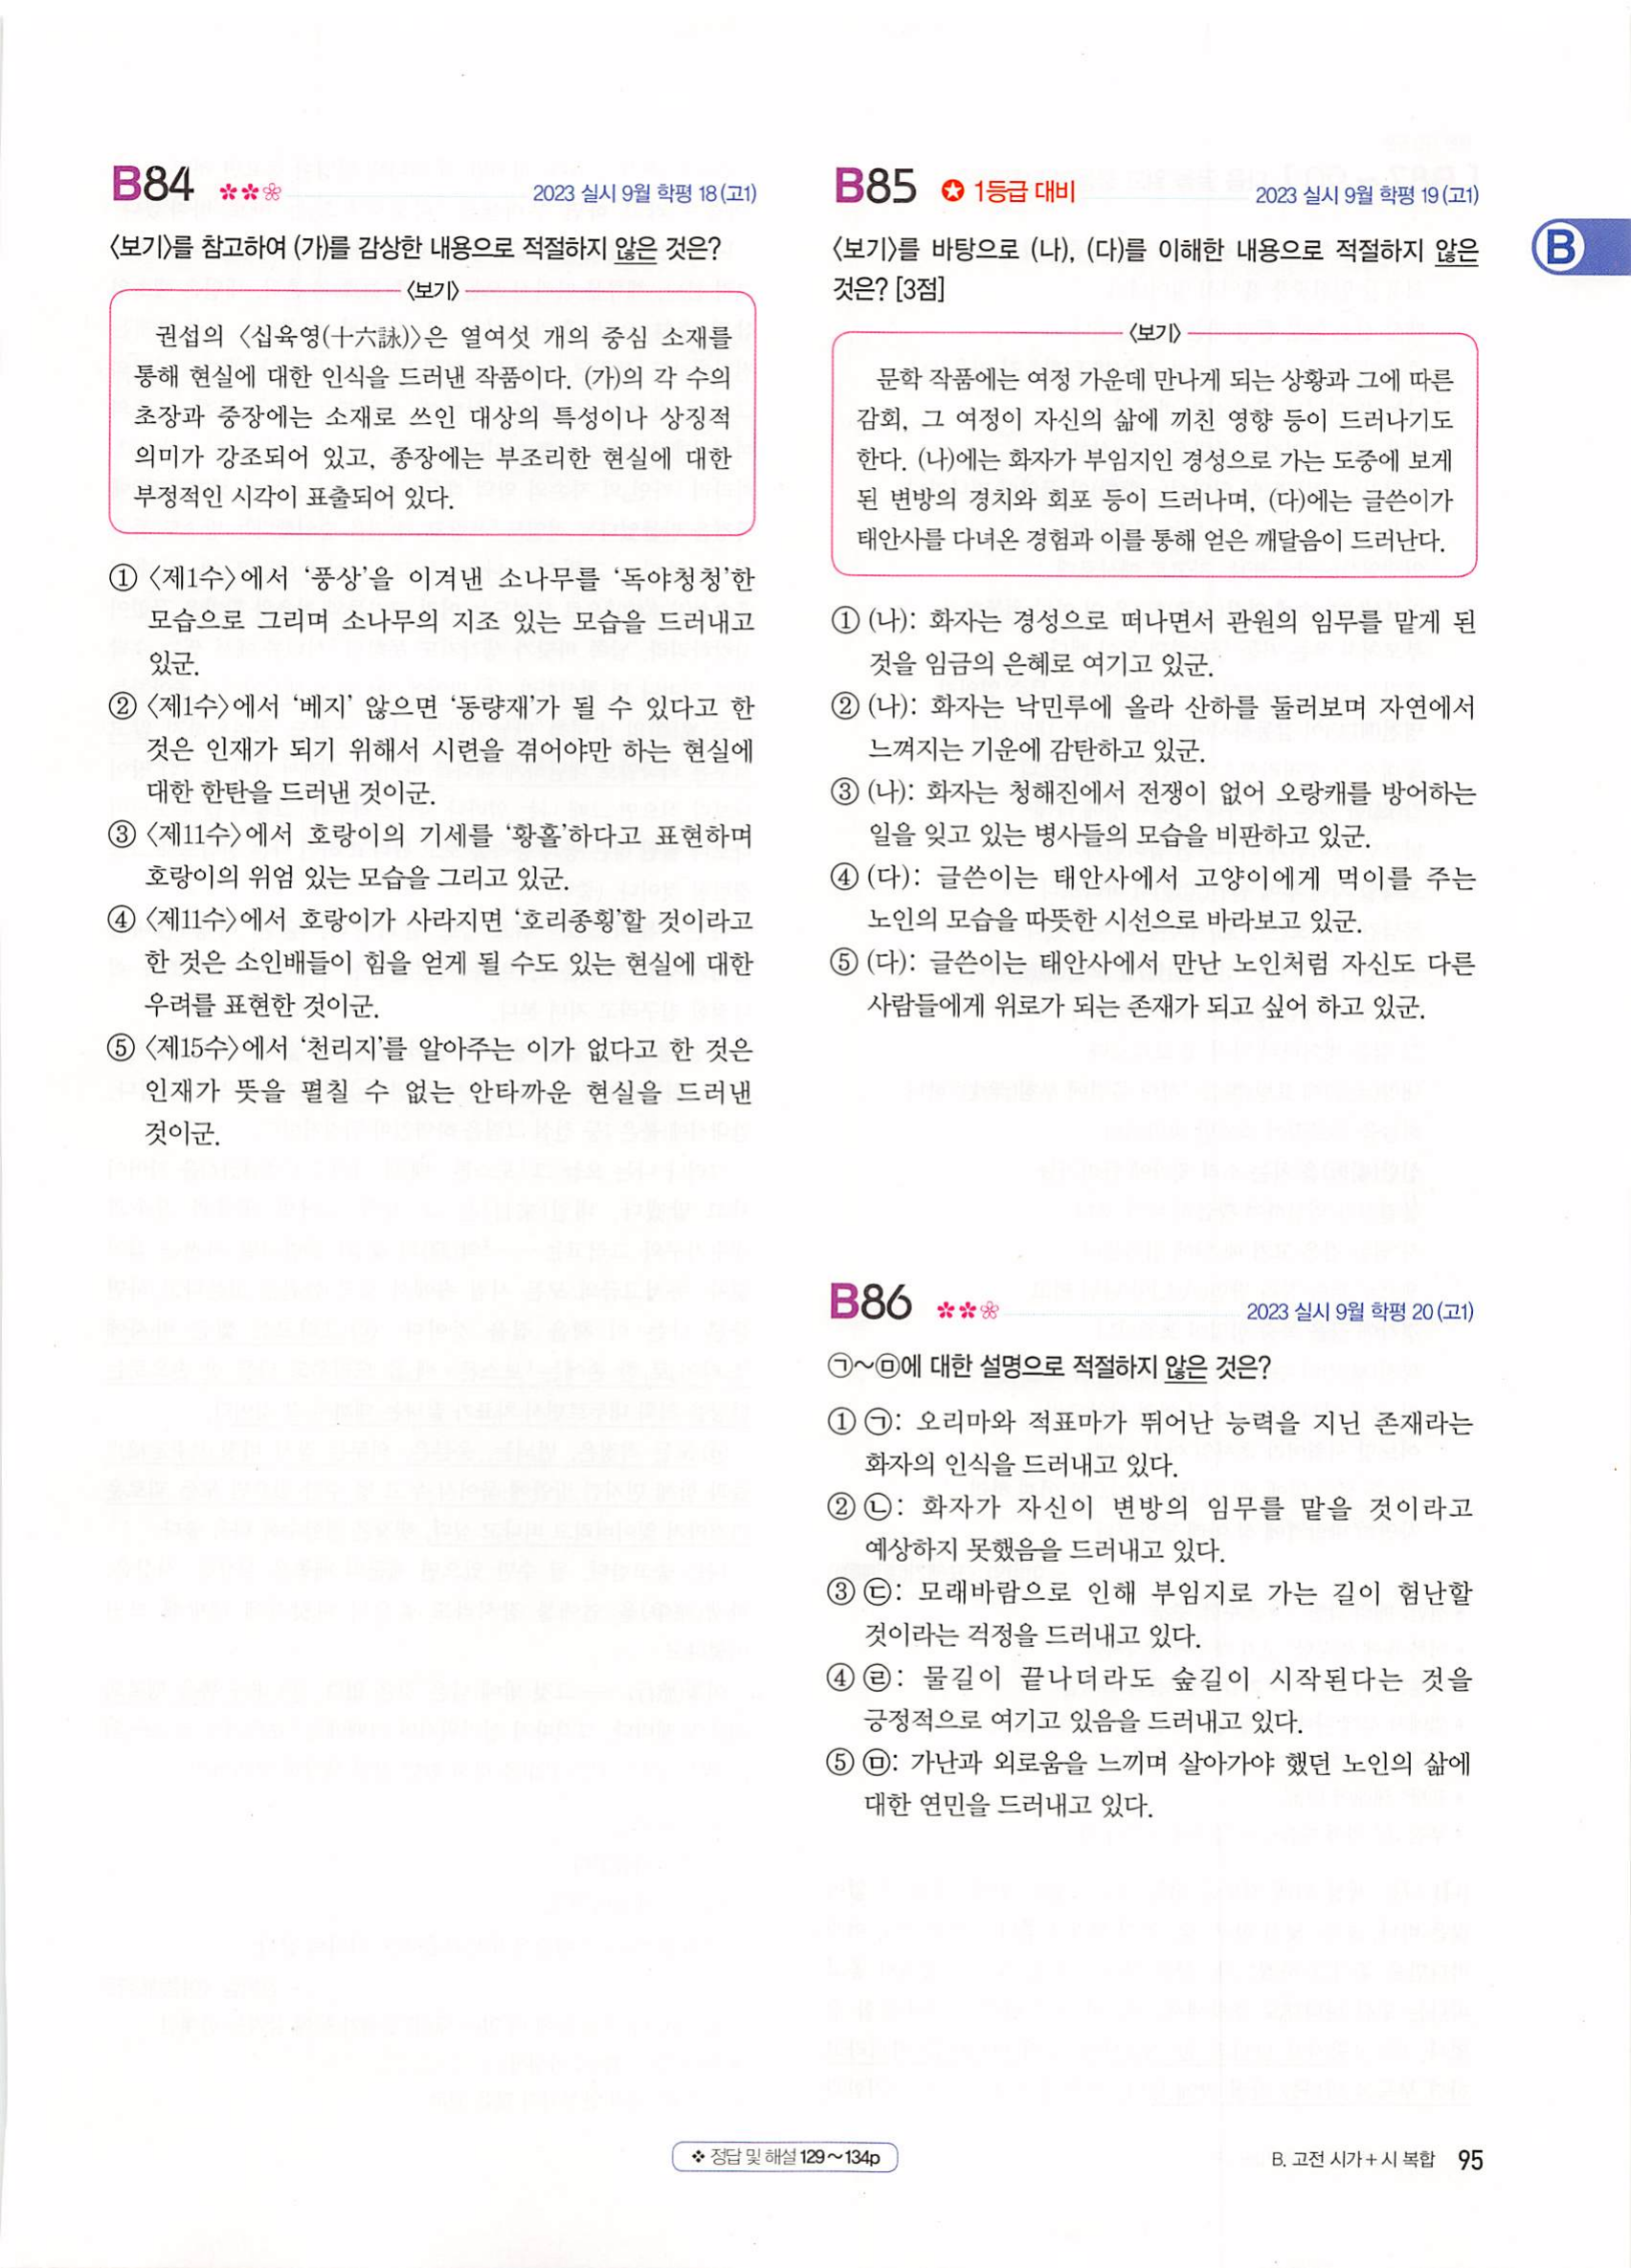 B84
2023 실시 9월 학평 18 (고1)
<보기>를 참고하여 (가)를 감상한 내용으로 적절하지 않은 것은?
<보기>
권섭의 <십육영(十六詠)>은 열여섯 개의 중심 소재를
통해 현실에 대한 인식을 드러낸 작품이다. (가)의 각 수의
초장과 중장에는 소재로 쓰인 대상의 특성이나 상징적
의미가 강조되어 있고, 종장에는 부조리한 현실에 대한
부정적인 시각이 표출되어 있다.
① <제1수>에서 ‘풍상’을 이겨낸 소나무를 ‘독야청청’한
모습으로 그리며 소나무의 지조 있는 모습을 드러내고
있군.
② <제1수>에서 ‘베지’ 않으면 ‘동량재’가 될 수 있다고 한
것은 인재가 되기 위해서 시련을 겪어야만 하는 현실에
대한 한탄을 드러낸 것이군.
③ <제11수>에서 호랑이의 기세를 ‘황홀’하다고 표현하며
호랑이의 위엄 있는 모습을 그리고 있군.
④ <제11수>에서 호랑이가 사라지면 ‘호리종횡’할 것이라고
한 것은 소인배들이 힘을 얻게 될 수도 있는 현실에 대한
우려를 표현한 것이군.
⑤ <제15수>에서 ‘천리지’를 알아주는 이가 없다고 한 것은
인재가 뜻을 펼칠 수 없는 안타까운 현실을 드러낸
것이군.
B85 1등급 대비
2023 실시 9월 학평 19 (고1)
<보기>를 바탕으로 (나), (다)를 이해한 내용으로 적절하지 않은
것은? [3점]
<보기>
문학 작품에는 여정 가운데 만나게 되는 상황과 그에 따른
감회, 그 여정이 자신의 삶에 끼친 영향 등이 드러나기도
한다. (나)에는 화자가 부임지인 경성으로 가는 도중에 보게
된 변방의 경치와 회포 등이 드러나며, (다)에는 글쓴이가
태안사를 다녀온 경험과 이를 통해 얻은 깨달음이 드러난다.
① (나): 화자는 경성으로 떠나면서 관원의 임무를 맡게 된
것을 임금의 은혜로 여기고 있군.
② (나): 화자는 낙민루에 올라 산하를 둘러보며 자연에서
느껴지는 기운에 감탄하고 있군.
③ (나): 화자는 청해진에서 전쟁이 없어 오랑캐를 방어하는
일을 잊고 있는 병사들의 모습을 비판하고 있군.
④ (다): 글쓴이는 태안사에서 고양이에게 먹이를 주는
노인의 모습을 따뜻한 시선으로 바라보고 있군.
⑤ (다): 글쓴이는 태안사에서 만난 노인처럼 자신도 다른
사람들에게 위로가 되는 존재가 되고 싶어 하고 있군.
B
B86
2023 실시 9월 학평 20 (고1)
㉠~㉤에 대한 설명으로 적절하지 않은 것은?
① ㉠: 오리마와 적표마가 뛰어난 능력을 지닌 존재라는
화자의 인식을 드러내고 있다.
② ㉡: 화자가 자신이 변방의 임무를 맡을 것이라고
예상하지 못했음을 드러내고 있다.
③ ㉢: 모래바람으로 인해 부임지로 가는 길이 험난할
것이라는 걱정을 드러내고 있다.
④ ㉣: 물길이 끝나더라도 숲길이 시작된다는 것을
긍정적으로 여기고 있음을 드러내고 있다.
⑤ ㉤: 가난과 외로움을 느끼며 살아가야 했던 노인의 삶에
대한 연민을 드러내고 있다.
❖ 정답 및 해설 129~134p
B. 고전 시가 + 시 복합 95